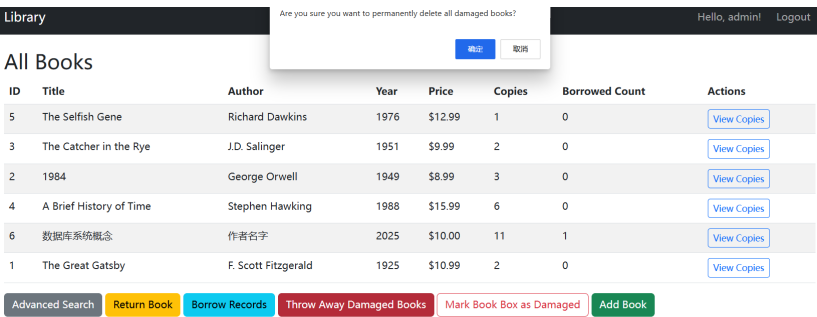 Library
Are you sure you want to permanently delete all damaged books?
Hello, admin! Logout
确定 取消
All Books
ID Title Author Year Price Copies Borrowed Count Actions
5 The Selfish Gene Richard Dawkins 1976 $12.99 1 0 View Copies
3 The Catcher in the Rye J.D. Salinger 1951 $9.99 2 0 View Copies
2 1984 George Orwell 1949 $8.99 3 0 View Copies
4 A Brief History of Time Stephen Hawking 1988 $15.99 6 0 View Copies
6 数据库系统概念 作者名字 2025 $10.00 11 1 View Copies
1 The Great Gatsby F. Scott Fitzgerald 1925 $10.99 2 0 View Copies
Advanced Search Return Book Borrow Records Throw Away Damaged Books Mark Book Box as Damaged Add Book